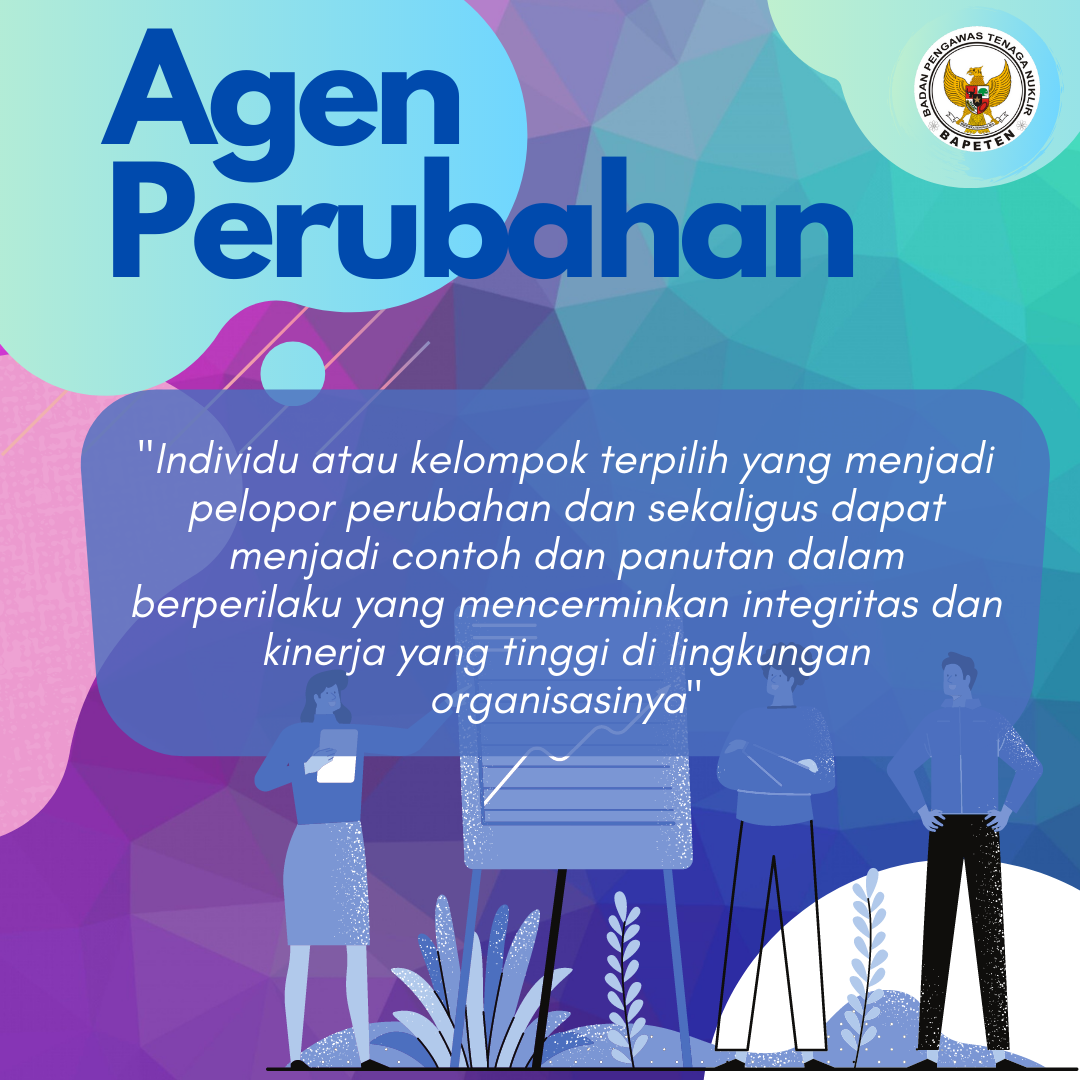 Agen
Perubahan
BADAN PENGAWAS TENAGA NUKLIR
BAPETEN
"Individu atau kelompok terpilih yang menjadi
pelopor perubahan dan sekaligus dapat
menjadi contoh dan panutan dalam
berperilaku yang mencerminkan integritas dan
kinerja yang tinggi di lingkungan
organisasinya"